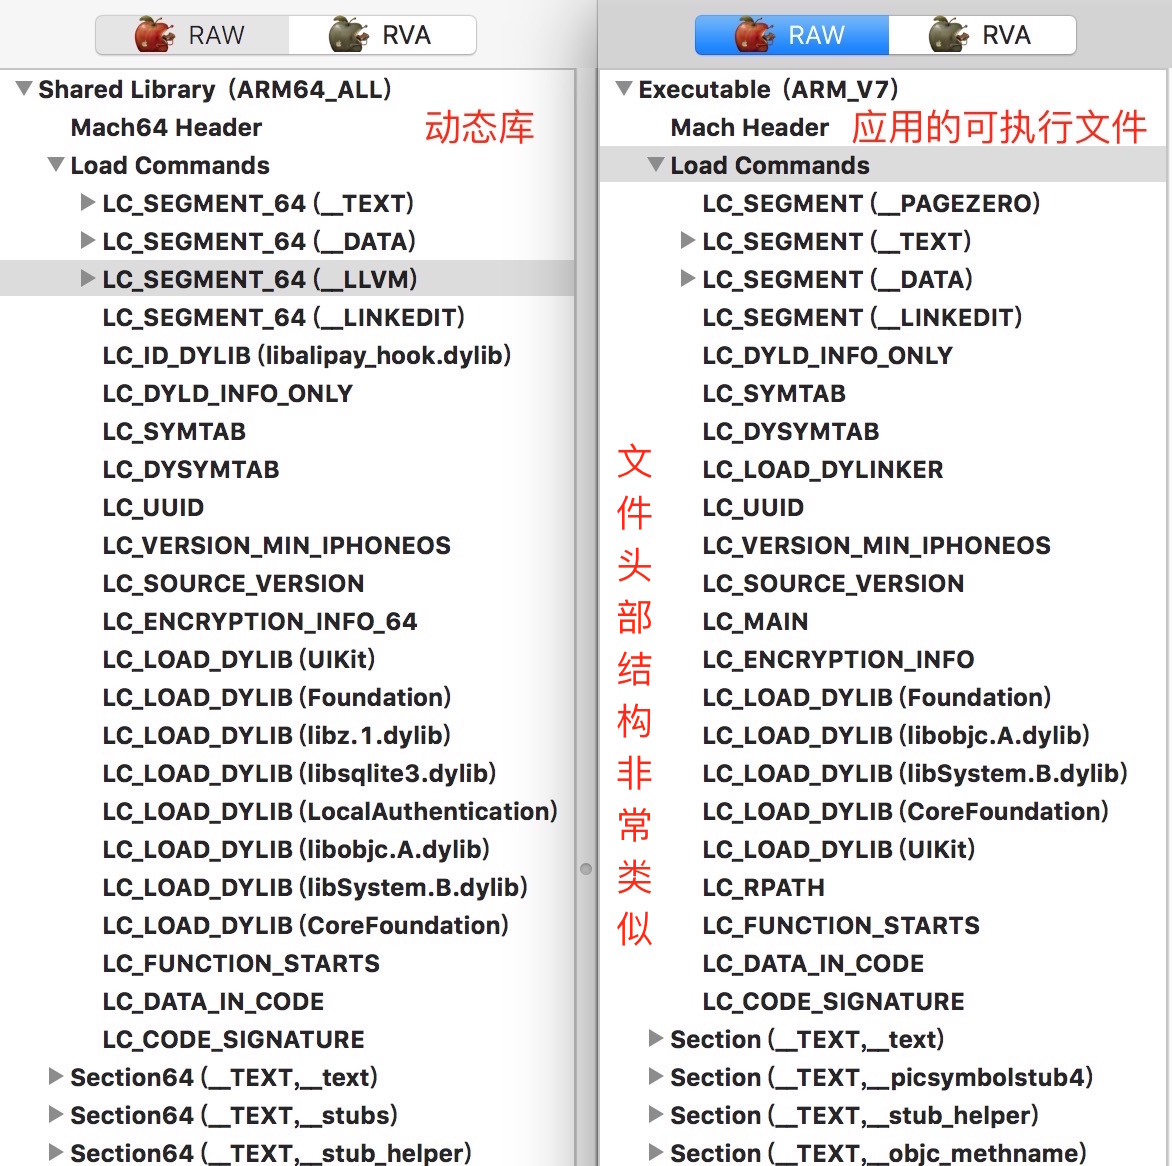 RAW
RVA
Shared Library (ARM64_ALL)
动态库
Mach64 Header
Load Commands
LC_SEGMENT_64 (__TEXT)
LC_SEGMENT_64 (__DATA)
LC_SEGMENT_64 (__LLVM)
LC_SEGMENT_64 (__LINKEDIT)
LC_ID_DYLIB (libalipay_hook.dylib)
LC_DYLD_INFO_ONLY
LC_SYMTAB
LC_DYSYMTAB
LC_UUID
LC_VERSION_MIN_IPHONEOS
LC_SOURCE_VERSION
LC_ENCRYPTION_INFO_64
LC_LOAD_DYLIB (UIKit)
LC_LOAD_DYLIB (Foundation)
LC_LOAD_DYLIB (libz.1.dylib)
LC_LOAD_DYLIB (libsqlite3.dylib)
LC_LOAD_DYLIB (LocalAuthentication)
LC_LOAD_DYLIB (libobjc.A.dylib)
LC_LOAD_DYLIB (libSystem.B.dylib)
LC_LOAD_DYLIB (CoreFoundation)
LC_FUNCTION_STARTS
LC_DATA_IN_CODE
LC_CODE_SIGNATURE
Section64 (__TEXT,__text)
Section64 (__TEXT,__stubs)
Section64 (__TEXT,__stub_helper)
文件头部结构非常类似
RAW
RVA
Executable (ARM_V7)
Mach Header
应用的可执行文件
Load Commands
LC_SEGMENT (__PAGEZERO)
LC_SEGMENT (__TEXT)
LC_SEGMENT (__DATA)
LC_SEGMENT (__LINKEDIT)
LC_DYLD_INFO_ONLY
LC_SYMTAB
LC_DYSYMTAB
LC_LOAD_DYLINKER
LC_UUID
LC_VERSION_MIN_IPHONEOS
LC_SOURCE_VERSION
LC_MAIN
LC_ENCRYPTION_INFO
LC_LOAD_DYLIB (Foundation)
LC_LOAD_DYLIB (libobjc.A.dylib)
LC_LOAD_DYLIB (libSystem.B.dylib)
LC_LOAD_DYLIB (CoreFoundation)
LC_LOAD_DYLIB (UIKit)
LC_RPATH
LC_FUNCTION_STARTS
LC_DATA_IN_CODE
LC_CODE_SIGNATURE
Section (__TEXT,__text)
Section (__TEXT,__picsymbolstub4)
Section (__TEXT,__stub_helper)
Section (__TEXT,__objc_methname)